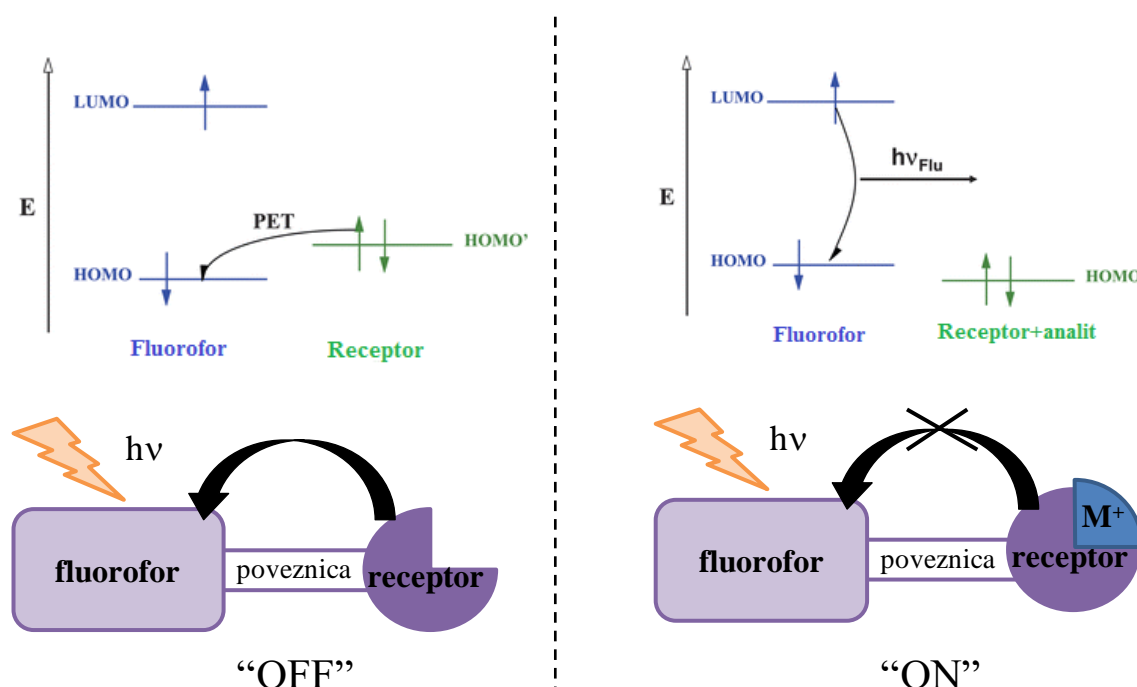 LUMO
E
PET
HOMO’
HOMO
Fluorofor
Receptor
hν
fluorofor
poveznica
receptor
“OFF”
LUMO
hνFlu
E
HOMO
HOMO
Fluorofor
Receptor+analit
hν
M⁺
fluorofor
poveznica
receptor
“ON”